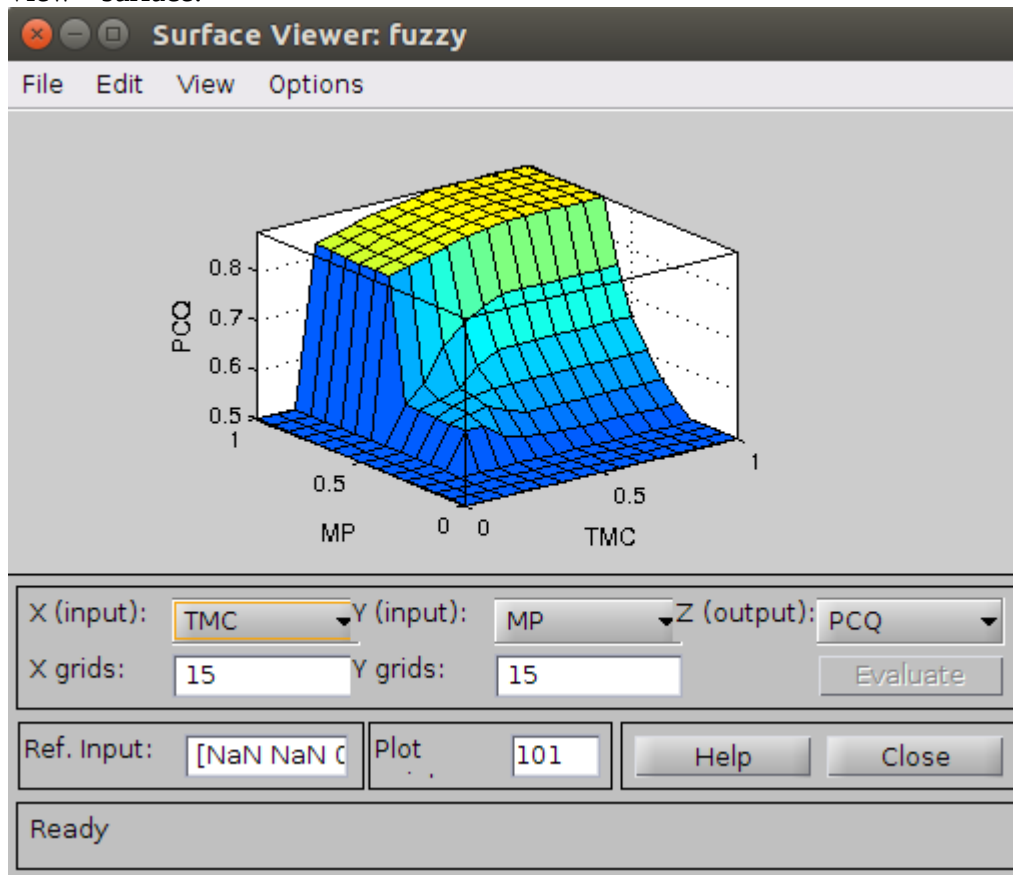 Surface Viewer: fuzzy
File Edit View Options
0.8
0.7
0.6
0.5
PCQ
1
0.5
0
MP
0
0.5
1
TMC
X (input): TMC Y (input): MP Z (output): PCQ
X grids: 15 Y grids: 15 Evaluate
Ref. Input: [NaN NaN Plot 101 Help Close
Ready